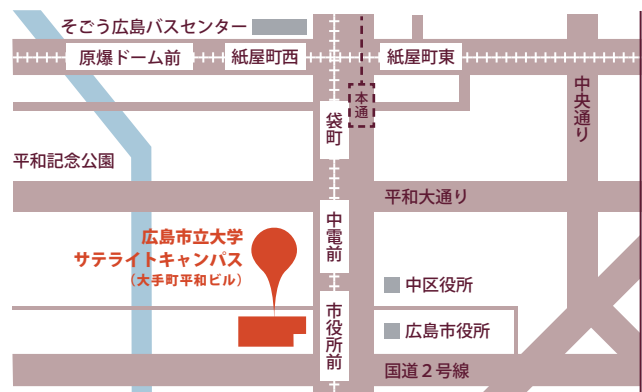 そごう広島バスセンター
原爆ドーム前
紙屋町西
紙屋町東
本通
袋町
中央通り
平和記念公園
平和大通り
中電前
広島市立大学
サテライトキャンパス
(大手町平和ビル)
中区役所
市役所前
広島市役所
国道2号線